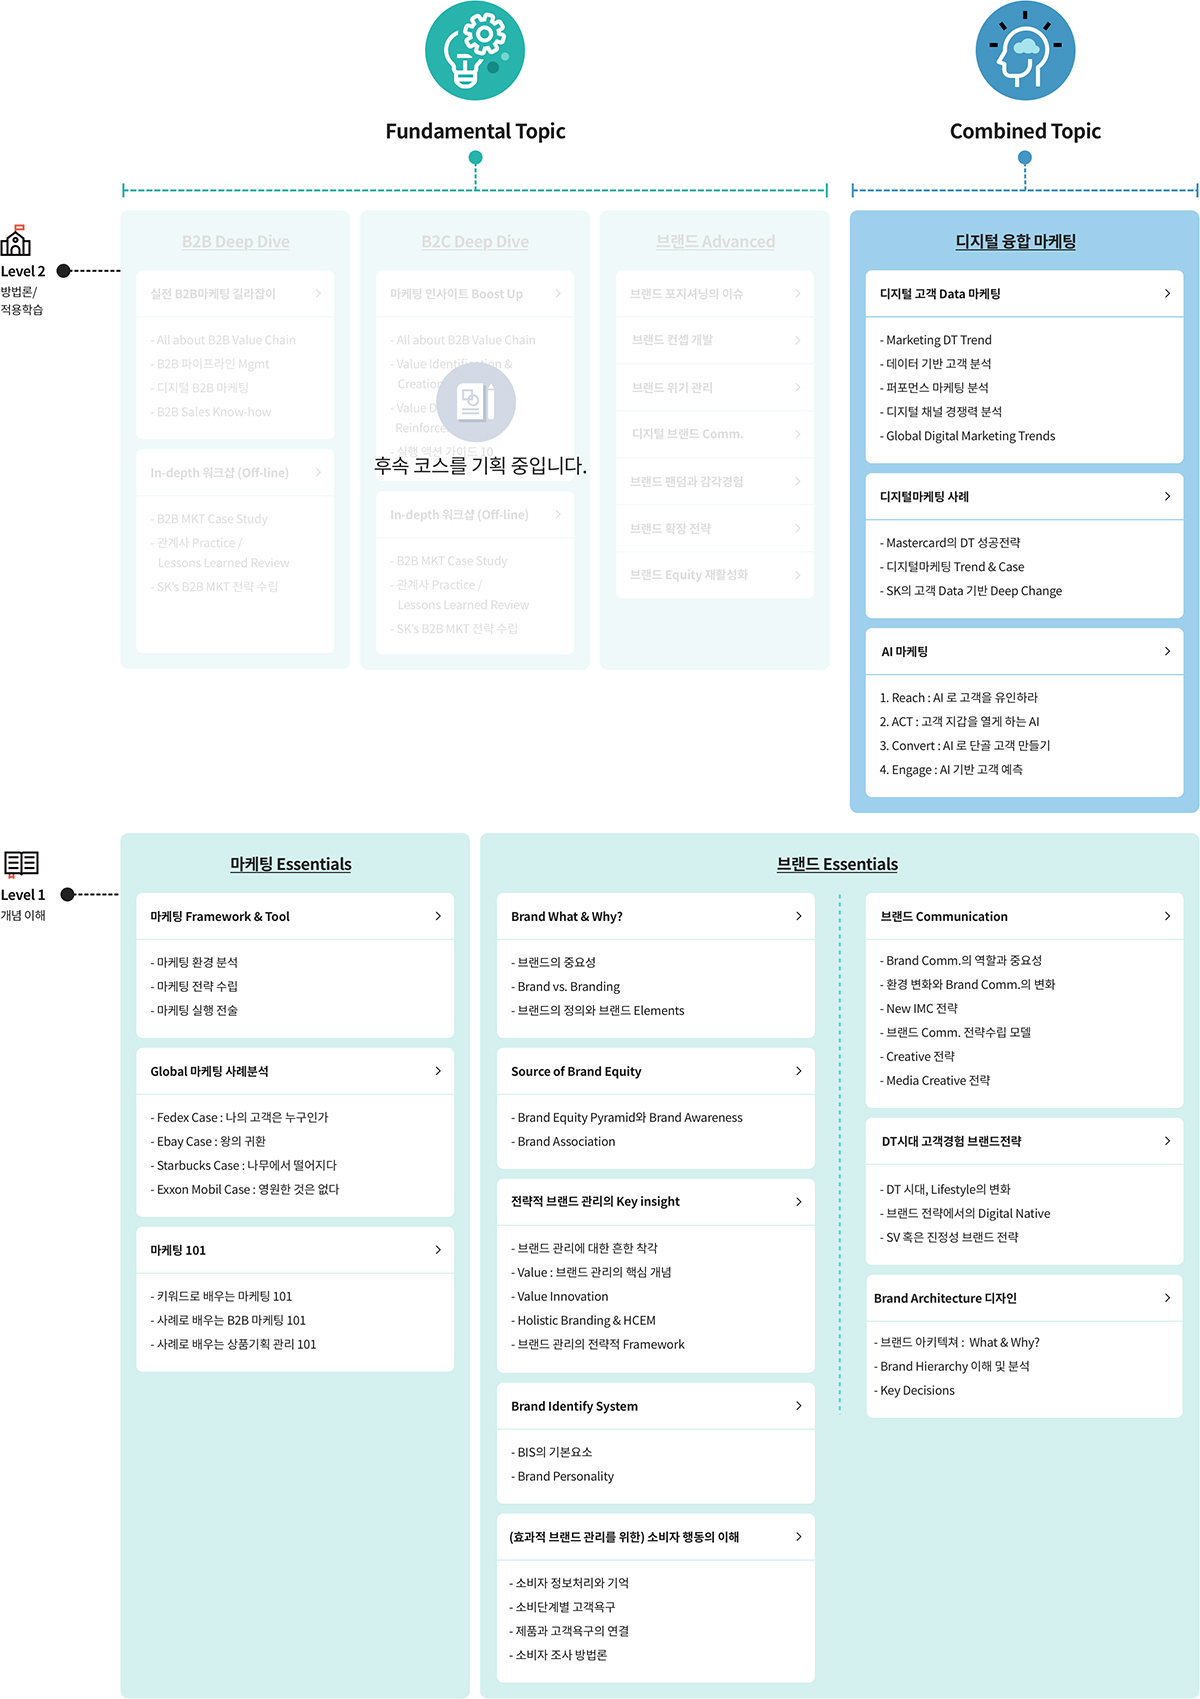 Fundamental Topic
Combined Topic
Level 2
방법론/
적용학습
B2B Deep Dive
실전 B2B마케팅 길라잡이
- All about B2B Value Chain
- B2B 파이프라인 Mgmt
- 디지털 B2B 마케팅
- B2B Sales Know-how
In-depth 워크샵 (Off-line)
- B2B MKT Case Study
- 관계사 Practice /
Lessons Learned Review
- SK's B2B MKT 전략 수립
B2C Deep Dive
마케팅 인사이트 Boost Up
- All about B2B Value Chain
- Value Identification &
Creation
- Value
Reinforce
- 실행 액션 가이드 10
후속 코스를 기획 중입니다.
In-depth 워크샵 (Off-line)
- B2B MKT Case Study
- 관계사 Practice /
Lessons Learned Review
- SK's B2B MKT 전략 수립
브랜드 Advanced
브랜드 포지셔닝의 이슈
브랜드 컨셉 개발
브랜드 위기 관리
디지털 브랜드 Comm.
브랜드 팬덤과 감각경험
브랜드 확장 전략
브랜드 Equity 재활성화
디지털 융합 마케팅
디지털 고객 Data 마케팅
- Marketing DT Trend
- 데이터 기반 고객 분석
- 퍼포먼스 마케팅 분석
- 디지털 채널 경쟁력 분석
- Global Digital Marketing Trends
디지털마케팅 사례
- Mastercard의 DT 성공전략
- 디지털마케팅 Trend & Case
- SK의 고객 Data 기반 Deep Change
AI 마케팅
1. Reach : AI 로 고객을 유인하라
2. ACT : 고객 지갑을 열게 하는 AI
3. Convert : AI 로 단골 고객 만들기
4. Engage : AI 기반 고객 예측
Level 1
개념 이해
마케팅 Essentials
마케팅 Framework & Tool
- 마케팅 환경 분석
- 마케팅 전략 수립
- 마케팅 실행 전술
Global 마케팅 사례분석
- Fedex Case : 나의 고객은 누구인가
- Ebay Case : 왕의 귀환
- Starbucks Case : 나무에서 떨어지다
- Exxon Mobil Case : 영원한 것은 없다
마케팅 101
- 키워드로 배우는 마케팅 101
- 사례로 배우는 B2B 마케팅 101
- 사례로 배우는 상품기획 관리 101
브랜드 Essentials
Brand What & Why?
- 브랜드의 중요성
- Brand vs. Branding
- 브랜드의 정의와 브랜드 Elements
Source of Brand Equity
- Brand Equity Pyramid와 Brand Awareness
- Brand Association
전략적 브랜드 관리의 Key insight
- 브랜드 관리에 대한 흔한 착각
- Value : 브랜드 관리의 핵심 개념
- Value Innovation
- Holistic Branding & HCEM
- 브랜드 관리의 전략적 Framework
Brand Identify System
- BIS의 기본요소
- Brand Personality
(효과적 브랜드 관리를 위한) 소비자 행동의 이해
- 소비자 정보처리와 기억
- 소비단계별 고객욕구
- 제품과 고객욕구의 연결
- 소비자 조사 방법론
브랜드 Communication
- Brand Comm.의 역할과 중요성
- 환경 변화와 Brand Comm.의 변화
- New IMC 전략
- 브랜드 Comm. 전략수립 모델
- Creative 전략
- Media Creative 전략
DT시대 고객경험 브랜드전략
- DT 시대, Lifestyle의 변화
- 브랜드 전략에서의 Digital Native
- SV 혹은 진정성 브랜드 전략
Brand Architecture 디자인
- 브랜드 아키텍쳐 : What & Why?
- Brand Hierarchy 이해 및 분석
- Key Decisions